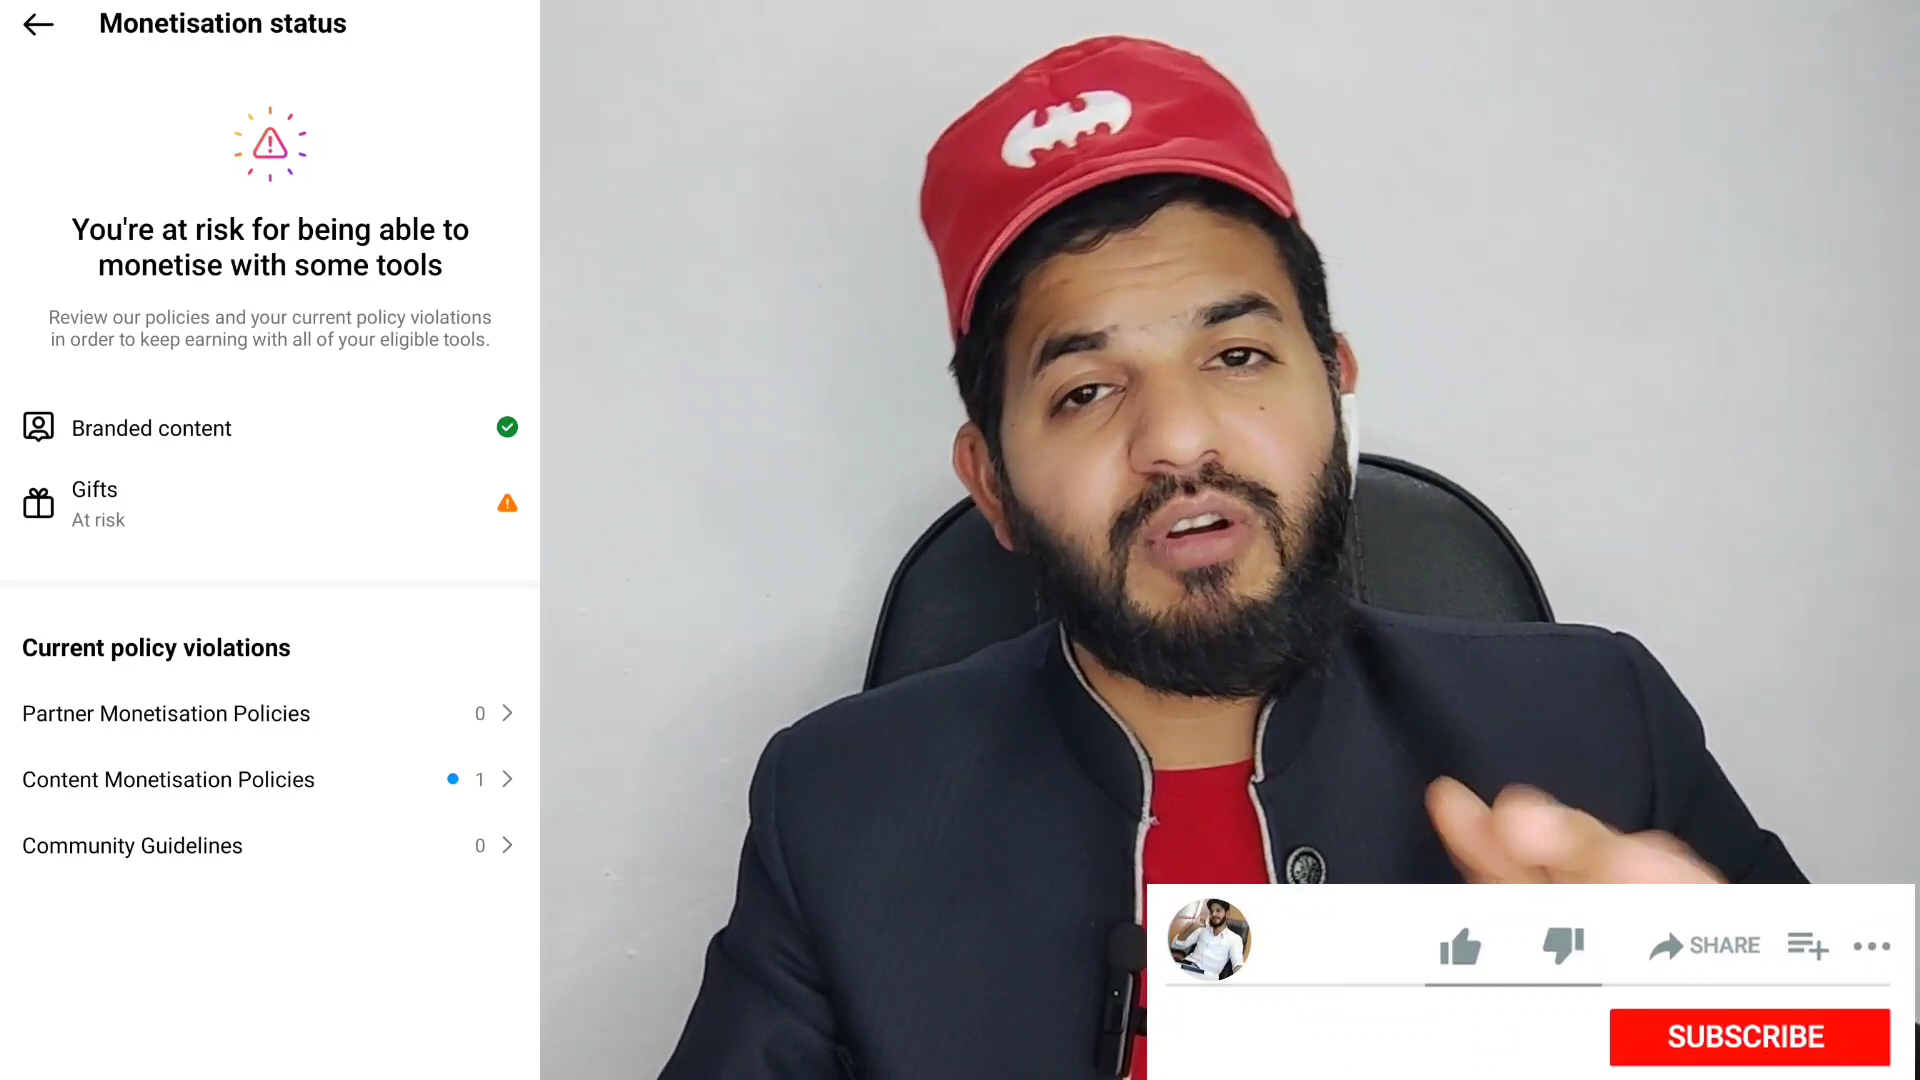 Monetisation status
You're at risk for being able to
monetise with some tools
Review our policies and your current policy violations
in order to keep earning with all of your eligible tools.
Branded content
Gifts
At risk
Current policy violations
Partner Monetisation Policies 0
Content Monetisation Policies 1
Community Guidelines 0
SHARE
SUBSCRIBE